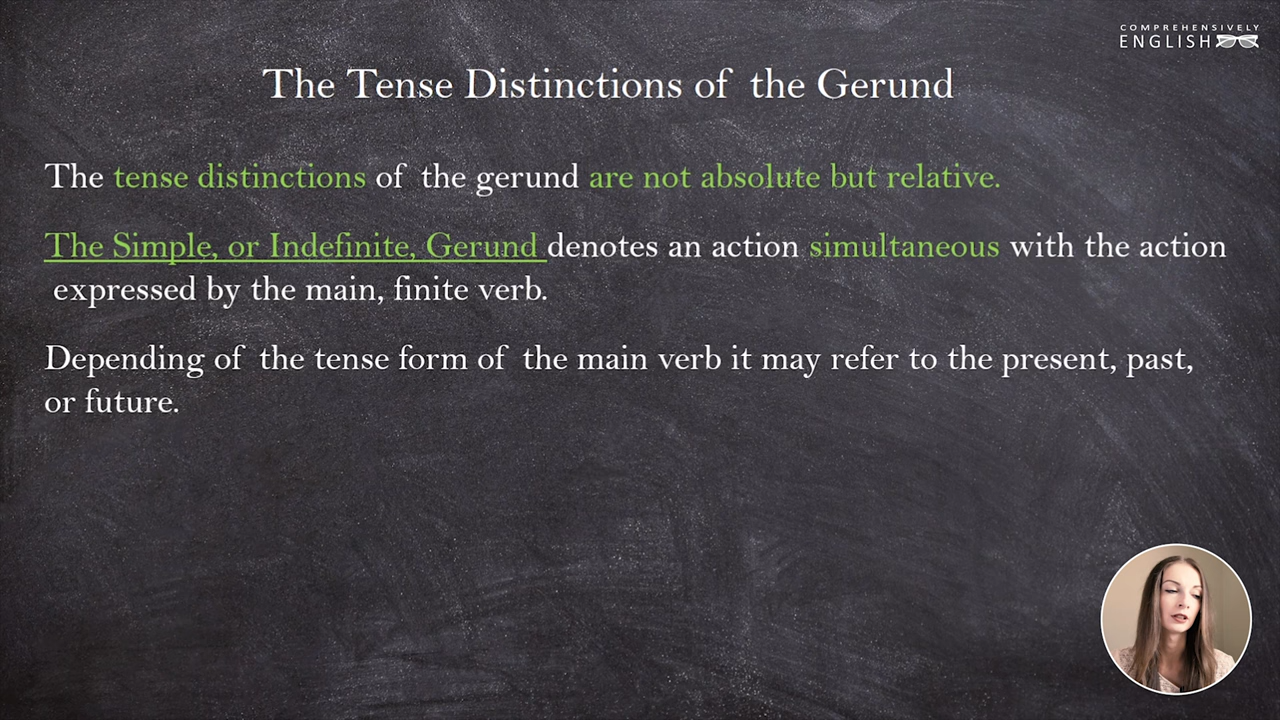 COMPREHENSIVELY
ENGLISH
The Tense Distinctions of the Gerund
The tense distinctions of the gerund are not absolute but relative.
The Simple, or Indefinite, Gerund denotes an action simultaneous with the action
expressed by the main, finite verb.
Depending of the tense form of the main verb it may refer to the present, past,
or future.